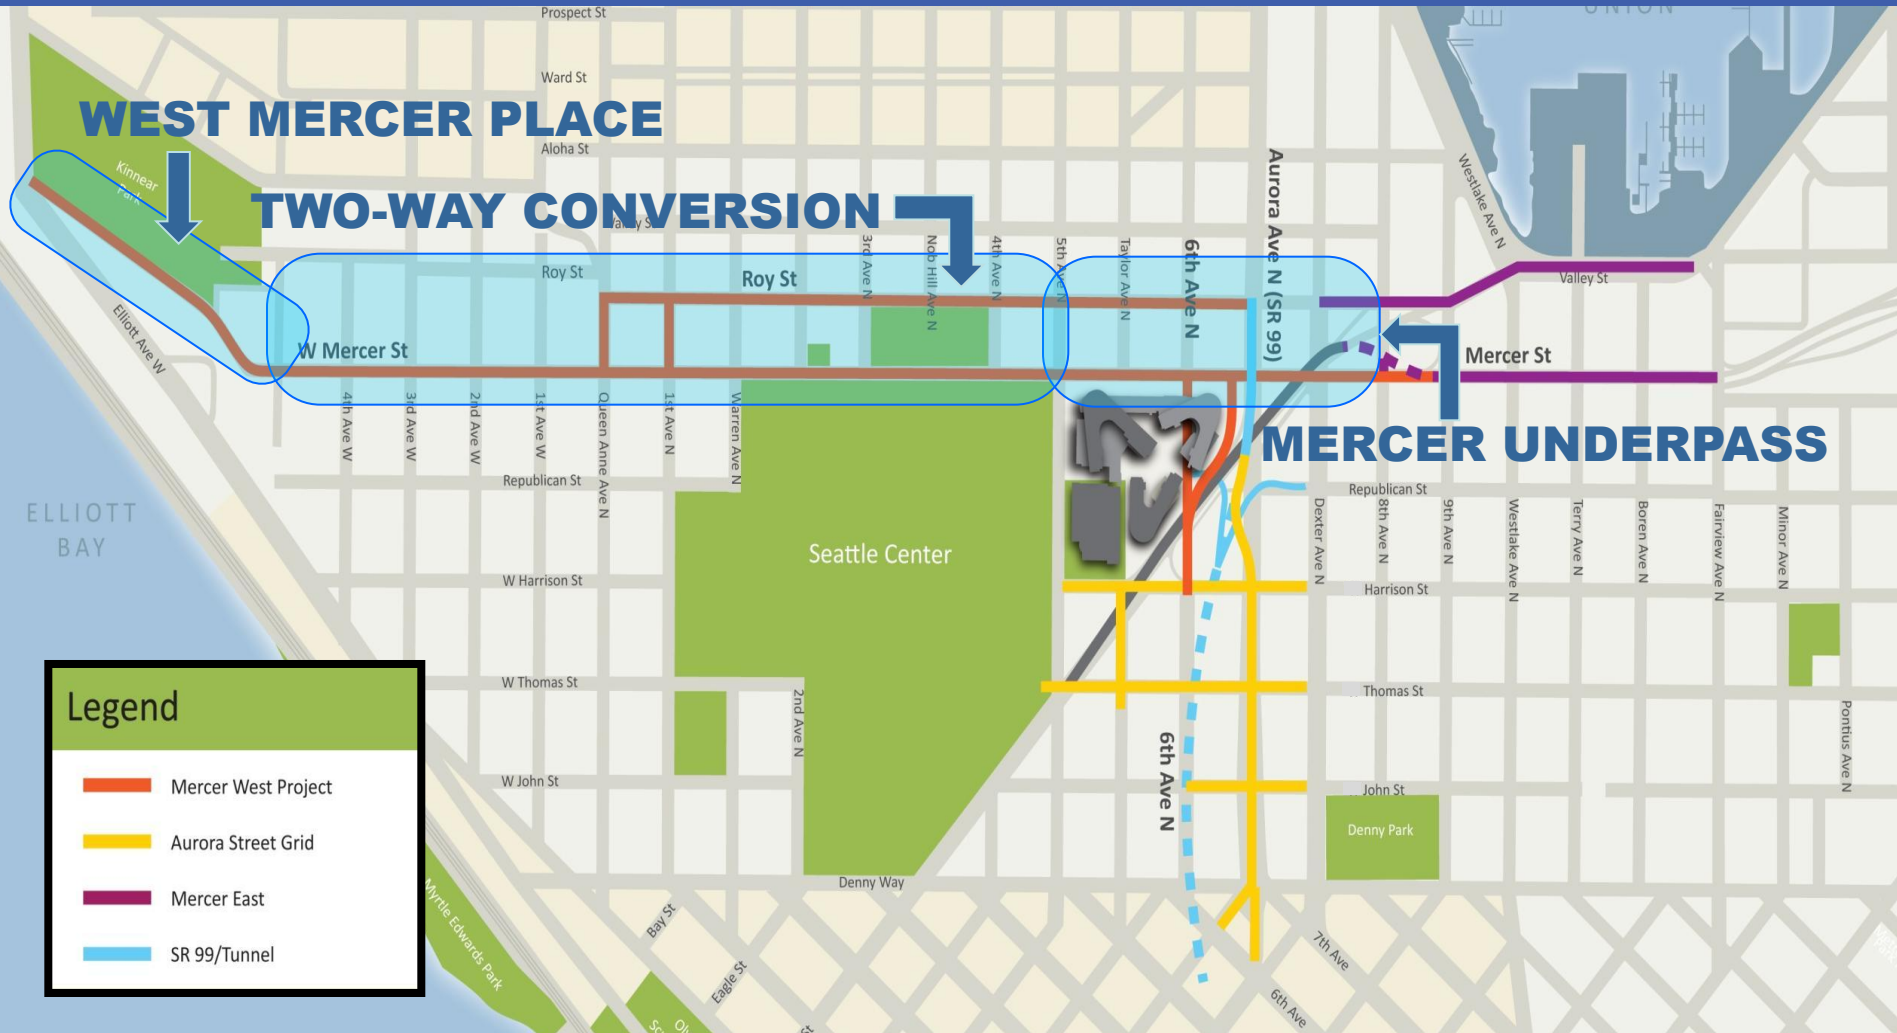 Prospect St
UNION
Ward St
WEST MERCER PLACE
Aloha St
Kinnear
Park
TWO-WAY CONVERSION
Valley St
Aurora Ave N (SR 99)
Westlake Ave N
3rd Ave N
Nob Hill Ave N
4th Ave N
5th Ave N
Taylor Ave N
6th Ave N
Roy St
Roy St
Valley St
Elliott Ave W
W Mercer St
Mercer St
4th Ave W
3rd Ave W
2nd Ave W
1st Ave W
Queen Anne Ave N
1st Ave N
Warren Ave N
MERCER UNDERPASS
Republican St
Republican St
ELLIOTT
BAY
Dexter Ave N
8th Ave N
9th Ave N
Westlake Ave N
Terry Ave N
Boren Ave N
Fairview Ave N
Minor Ave N
Seattle Center
W Harrison St
Harrison St
W Thomas St
Thomas St
2nd Ave N
6th Ave N
Pontius Ave N
W John St
John St
Denny Park
Denny Way
Legend
Mercer West Project
Aurora Street Grid
Mercer East
SR 99/Tunnel
Myrtle Edwards Park
Bay St
Eagle St
7th Ave
6th Ave
St